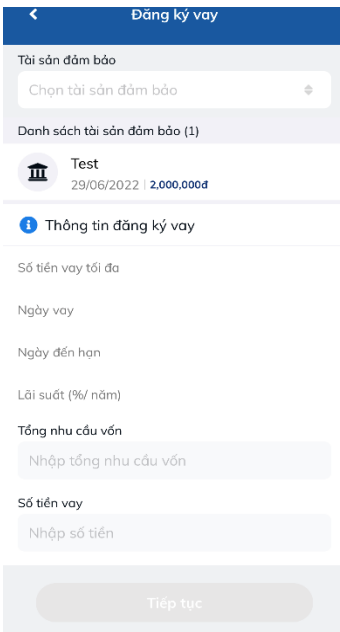 Đăng ký vay
Tài sản đảm bảo
Chọn tài sản đảm bảo
Danh sách tài sản đảm bảo (1)
Test
29/06/2022 | 2,000,000đ
Thông tin đăng ký vay
Số tiền vay tối đa
Ngày vay
Ngày đến hạn
Lãi suất (%/ năm)
Tổng nhu cầu vốn
Nhập tổng nhu cầu vốn
Số tiền vay
Nhập số tiền
Tiếp tục